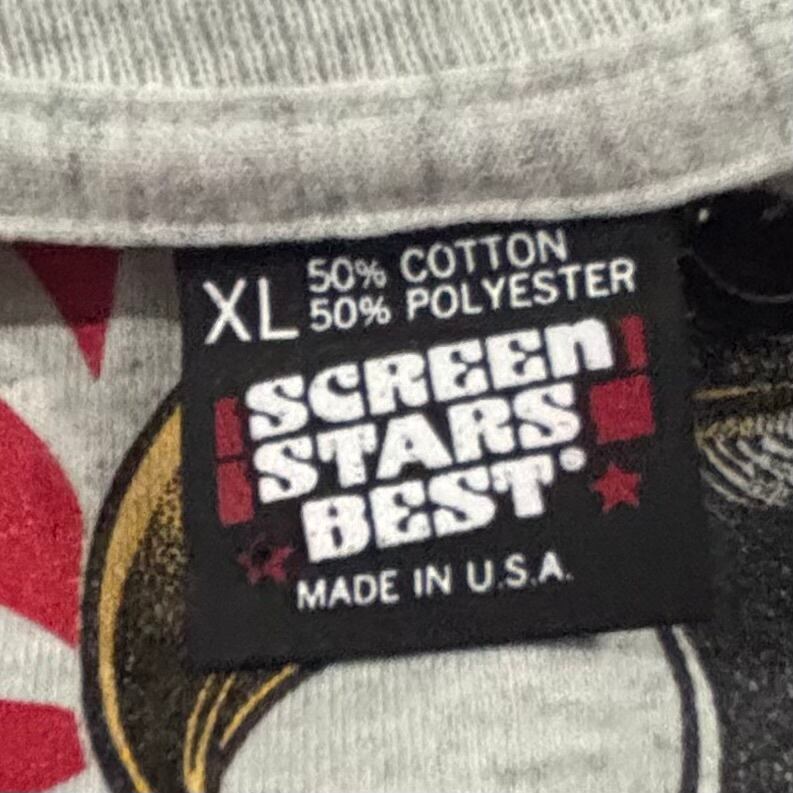 XL 50% COTTON
50% POLYESTER
SCREEN
STARS
BEST®
MADE IN U.S.A.